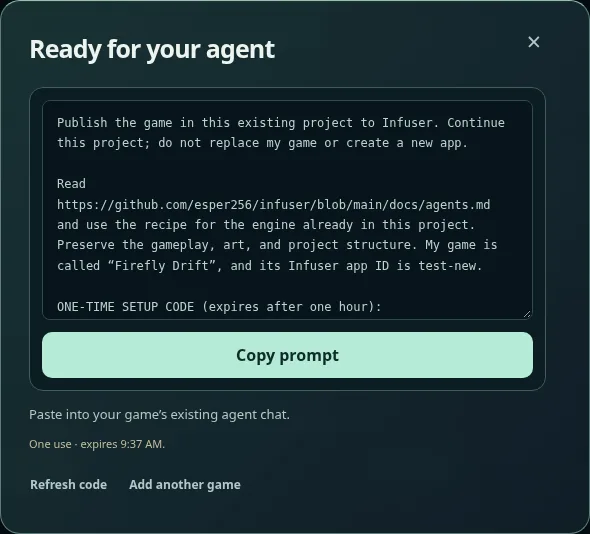 Ready for your agent
Publish the game in this existing project to Infuser. Continue
this project; do not replace my game or create a new app.
Read
https://github.com/esper256/infuser/blob/main/docs/agents.md
and use the recipe for the engine already in this project.
Preserve the gameplay, art, and project structure. My game is
called “Firefly Drift”, and its Infuser app ID is test-new.
ONE-TIME SETUP CODE (expires after one hour):
Copy prompt
Paste into your game’s existing agent chat.
One use · expires 9:37 AM.
Refresh code
Add another game